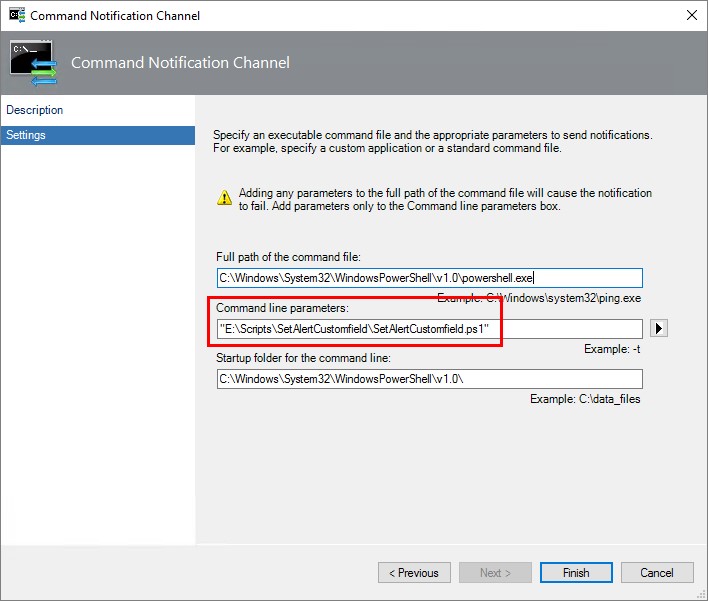 Command Notification Channel
C:\._
Command Notification Channel
Description
Settings
Specify an executable command file and the appropriate parameters to send notifications.
For example, specify a custom application or a standard command file.
Adding any parameters to the full path of the command file will cause the notification
to fail. Add parameters only to the Command line parameters box.
Full path of the command file:
C:\Windows\System32\WindowsPowerShell\v1.0\powershell.exe
Example: C:\Windows\system32\ping.exe
Command line parameters:
"E:\Scripts\SetAlertCustomfield\SetAlertCustomfield.ps1"
Example: -t
Startup folder for the command line:
C:\Windows\System32\WindowsPowerShell\v1.0\
Example: C:\data_files
< Previous
Next >
Finish
Cancel